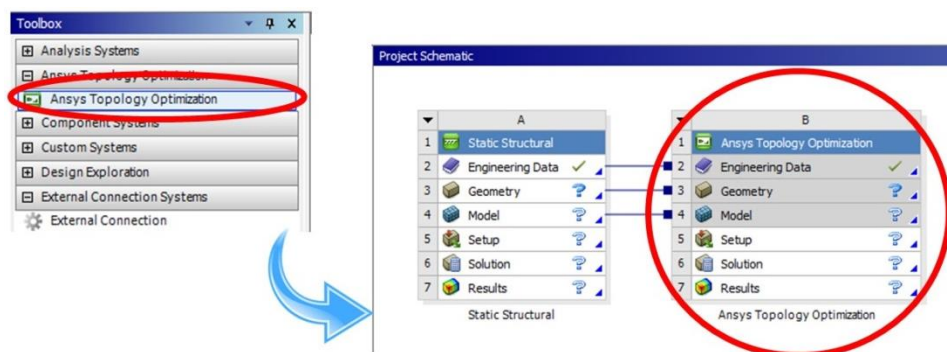 Toolbox
Analysis Systems
Ansys Topology Optimization
Ansys Topology Optimization
Component Systems
Custom Systems
Design Exploration
External Connection Systems
External Connection
Project Schematic
A
1 Static Structural
2 Engineering Data
3 Geometry
4 Model
5 Setup
6 Solution
7 Results
Static Structural
B
1 Ansys Topology Optimization
2 Engineering Data
3 Geometry
4 Model
5 Setup
6 Solution
7 Results
Ansys Topology Optimization